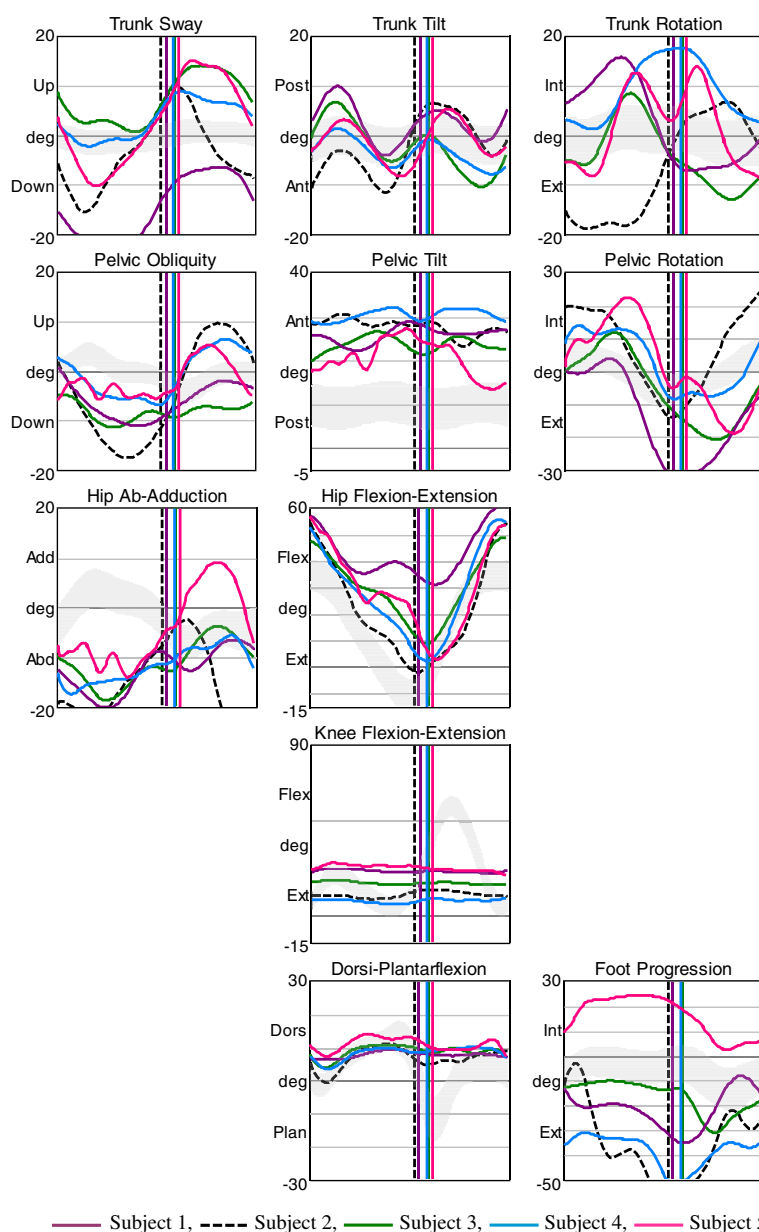 Trunk Sway Trunk Tilt Trunk Rotation
20 20 20
Up Post Int
deg deg deg
Down Ant Ext
-20 -20 -20
Pelvic Obliquity Pelvic Tilt Pelvic Rotation
20 40 30
Up Ant Int
deg deg deg
Down Post Ext
-20 -5 -30
Hip Ab-Adduction Hip Flexion-Extension
20 60
Add Flex
deg deg
Abd Ext
-20 -15
Knee Flexion-Extension
90
Flex
deg
Ext
-15
Dorsi-Plantarflexion Foot Progression
30 30
Dors Int
deg deg
Plan Ext
-30 -50
Subject 1, Subject 2, Subject 3, Subject 4, Subject 5